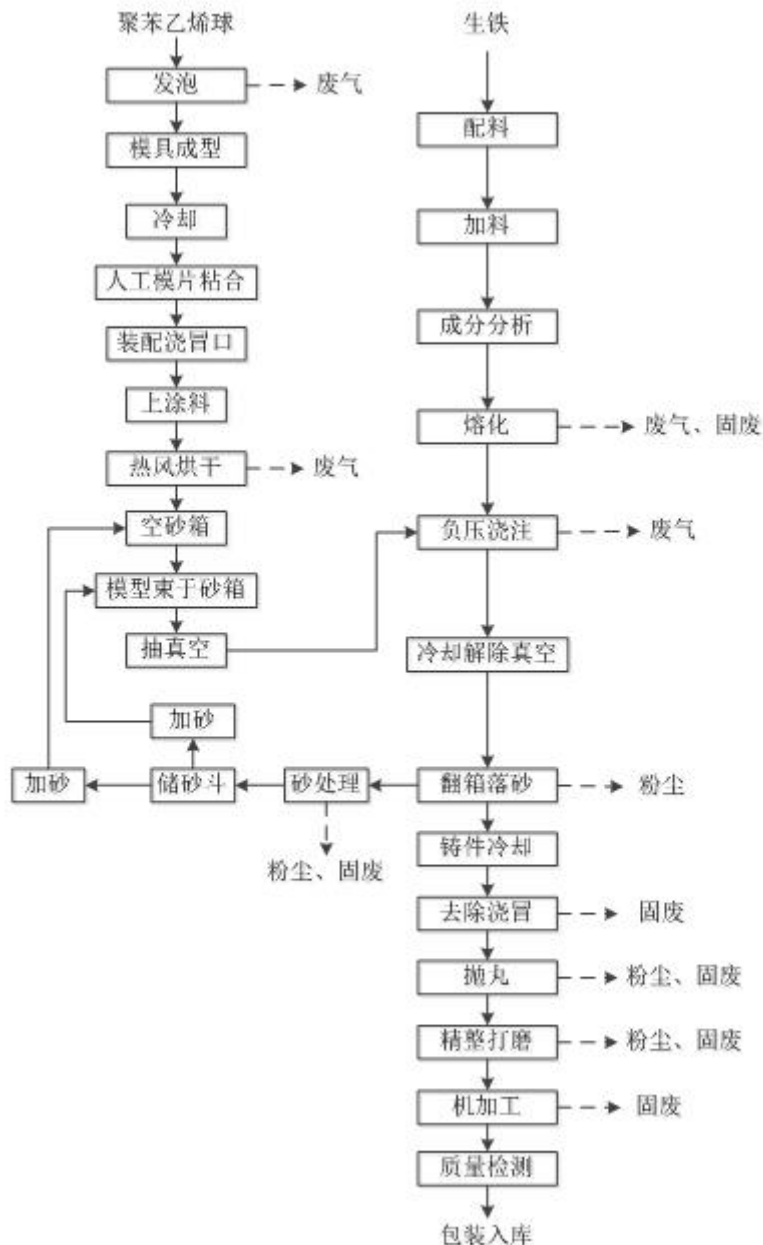 聚苯乙烯球
生铁
发泡
废气
配料
模具成型
冷却
加料
人工模片粘合
装配浇冒口
成分分析
上涂料
熔化
废气、固废
热风烘干
废气
空砂箱
负压浇注
废气
模型束于砂箱
抽真空
冷却解除真空
加砂
加砂
储砂斗
砂处理
翻箱落砂
粉尘
粉尘、固废
铸件冷却
去除浇冒
固废
抛丸
粉尘、固废
精整打磨
粉尘、固废
机加工
固废
质量检测
包装入库